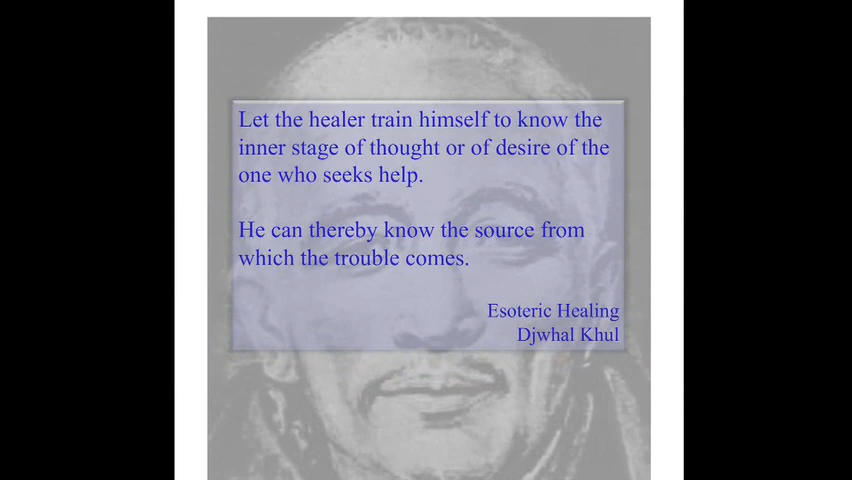 Let the healer train himself to know the
inner stage of thought or of desire of the
one who seeks help.
He can thereby know the source from
which the trouble comes.
Esoteric Healing
Djwhal Khul